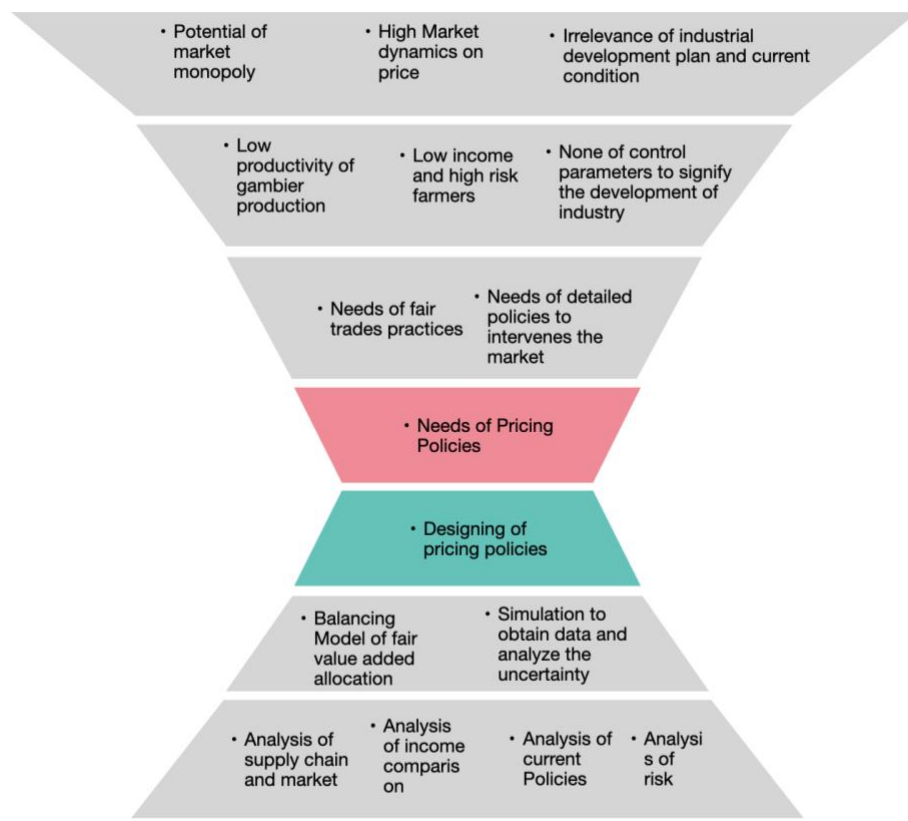 • Potential of
market
monopoly
• High Market
dynamics on
price
• Irrelevance of industrial
development plan and current
condition
• Low
productivity of
gambier
production
• Low income
and high risk
farmers
• None of control
parameters to signify
the development of
industry
• Needs of fair
trades practices
• Needs of detailed
policies to
intervenes the
market
• Needs of Pricing
Policies
• Designing of
pricing policies
• Balancing
Model of fair
value added
allocation
• Simulation to
obtain data and
analyze the
uncertainty
• Analysis of
supply chain
and market
• Analysis
of income
comparis
on
• Analysis of
current
Policies
• Analysi
s of
risk